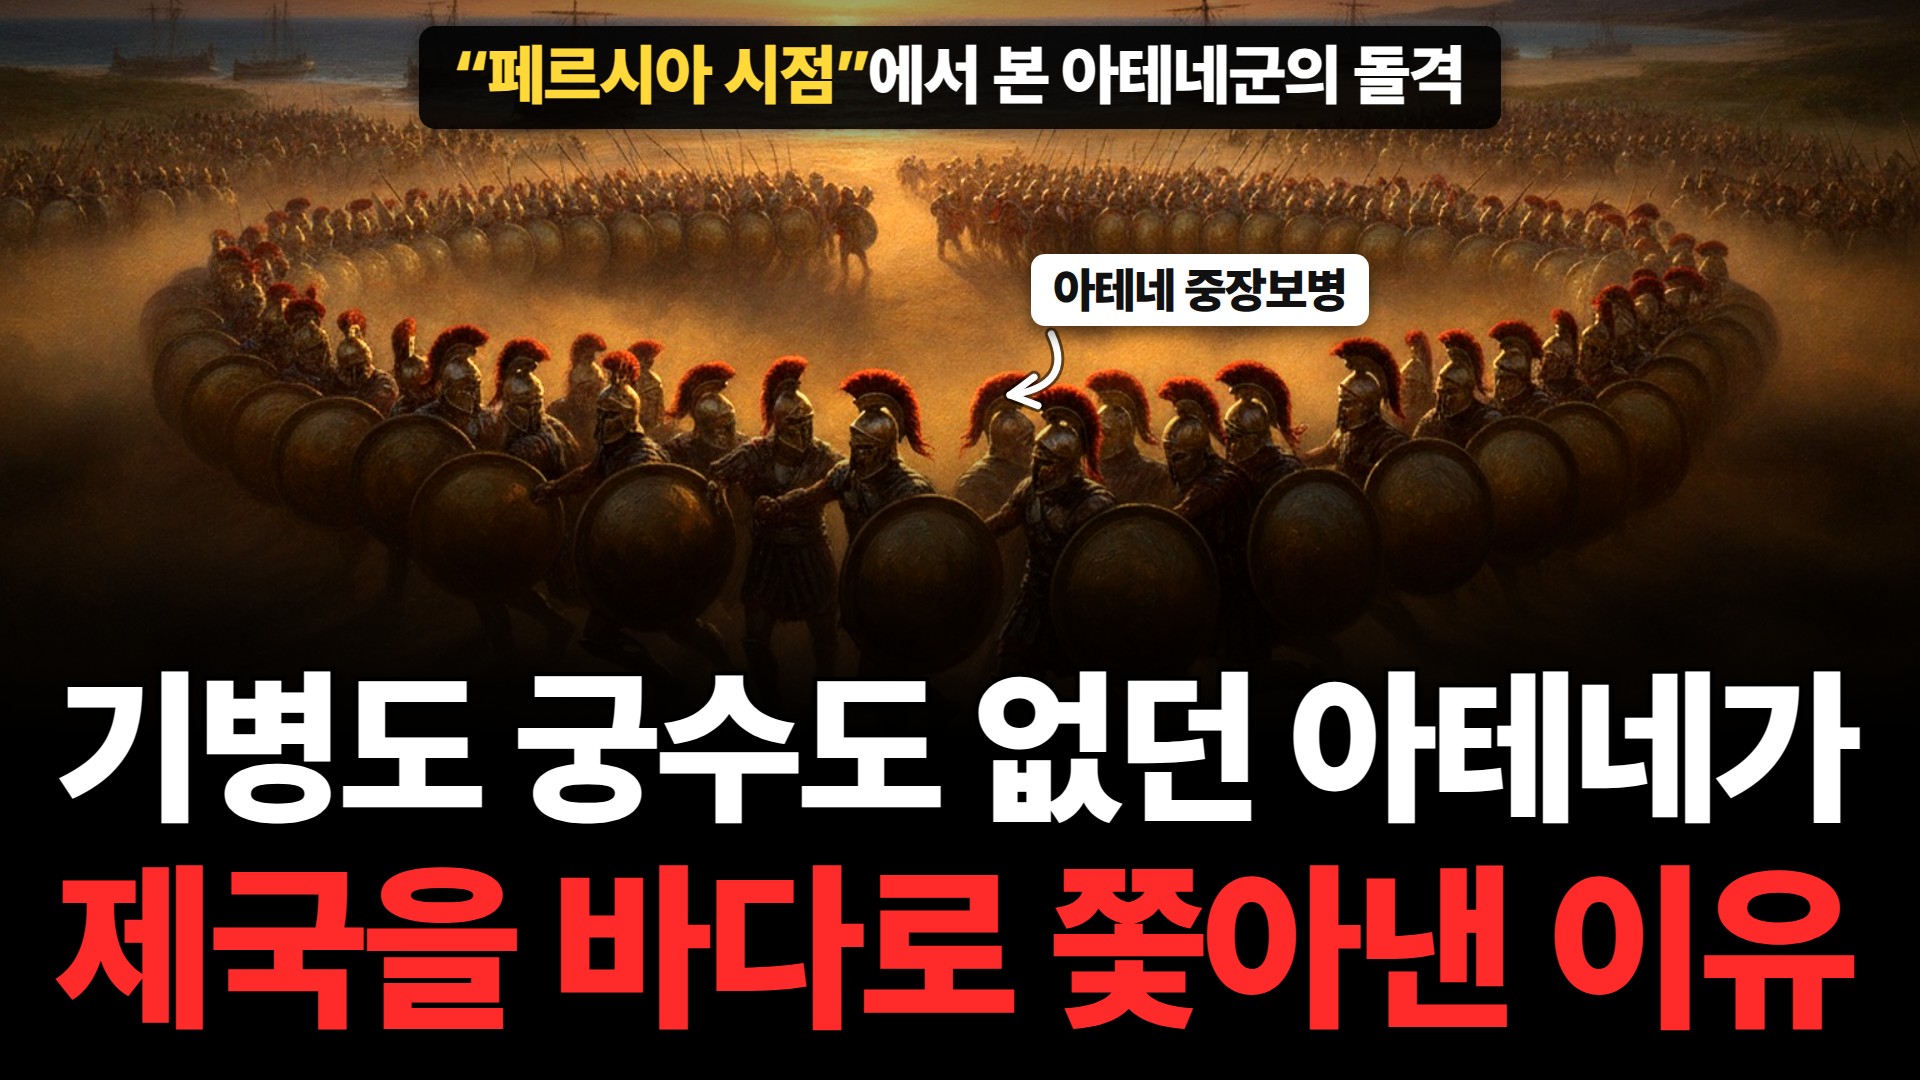 “페르시아 시점”에서 본 아테네군의 돌격
아테네 중장보병
기병도 궁수도 없던 아테네가
제국을 바다로 쫓아낸 이유